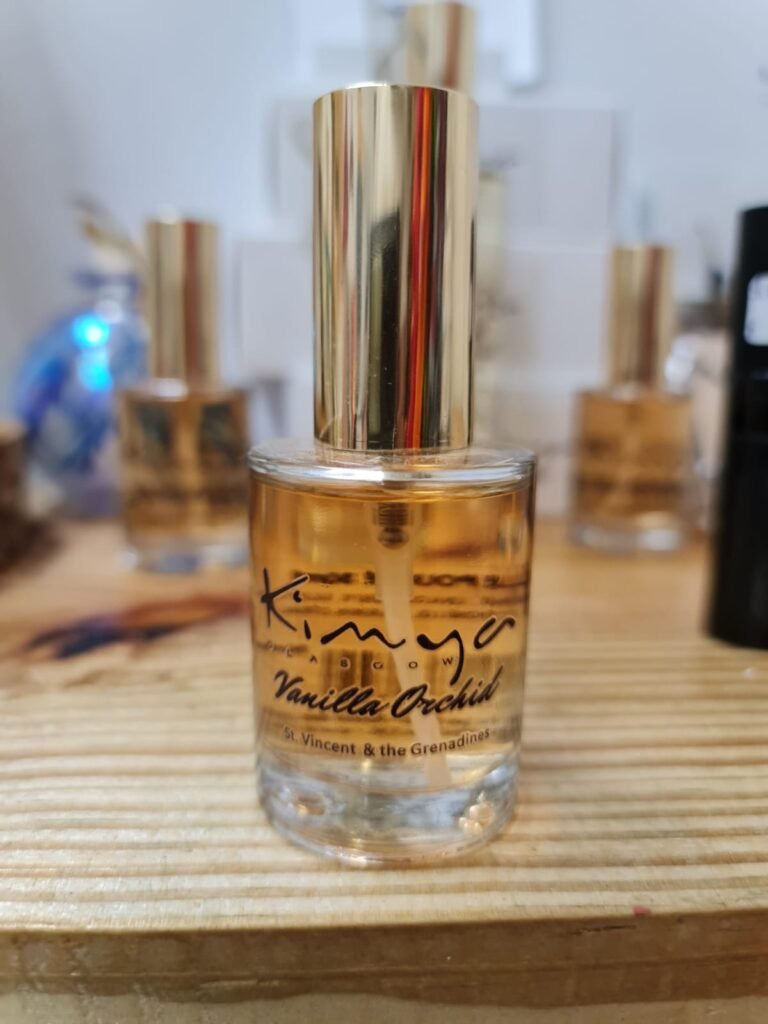 Kimya
GLASGOW
Vanilla Orchid
St. Vincent & the Grenadines